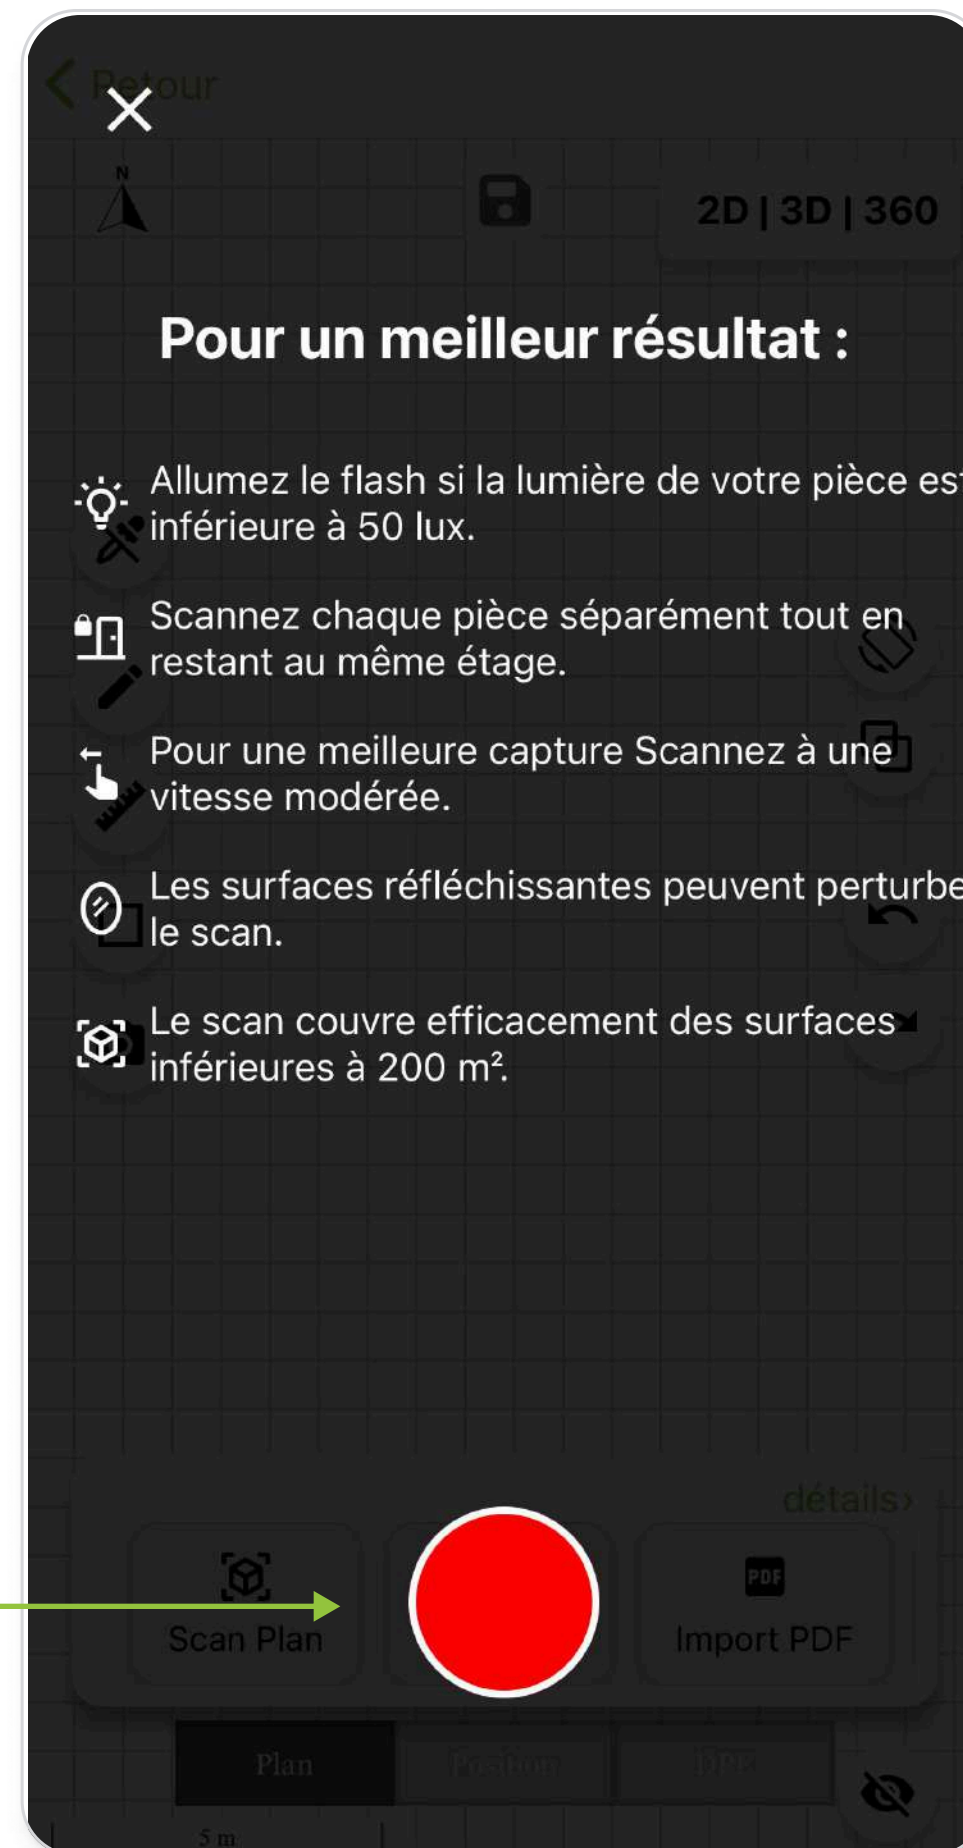 Retour
N
2D | 3D | 360
Pour un meilleur résultat :
Allumez le flash si la lumière de votre pièce est
inférieure à 50 lux.
Scannez chaque pièce séparément tout en
restant au même étage.
Pour une meilleure capture Scannez à une
vitesse modérée.
Les surfaces réfléchissantes peuvent perturbe
le scan.
Le scan couvre efficacement des surfaces
inférieures à 200 m².
détails›
PDF
Scan Plan
Import PDF
Plan
Position
DPE
5 m